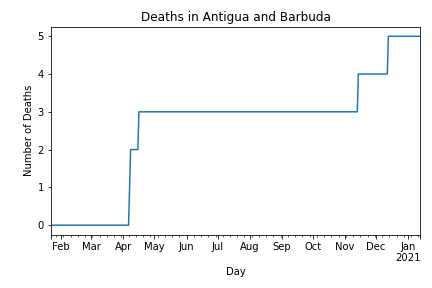 Deaths in Antigua and Barbuda
Number of Deaths
5
4
3
2
1
0
Feb Mar Apr May Jun Jul Aug Sep Oct Nov Dec Jan
2021
Day